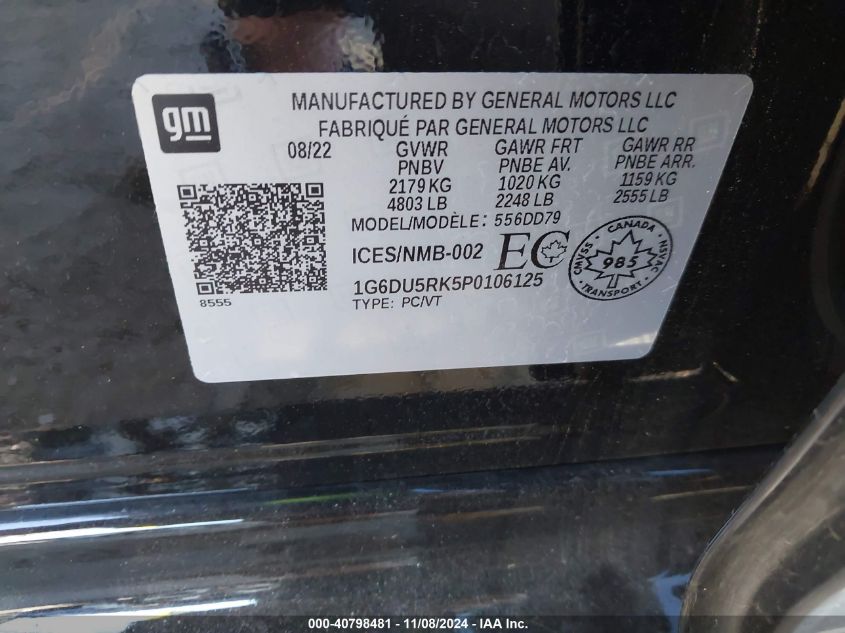 gm
MANUFACTURED BY GENERAL MOTORS LLC
FABRIQUÉ PAR GENERAL MOTORS LLC
08/22 GVWR GAWR FRT GAWR RR
PNBV PNBE AV. PNBE ARR.
2179 KG 1020 KG 1159 KG
4803 LB 2248 LB 2555 LB
MODEL/MODÈLE: 556DD79
ICES/NMB-002 EC
CANADA
CMVSS 985 NSVAC
TRANSPORT
1G6DU5RK5P0106125
8555 TYPE: PC/VT
000-40798481 - 11/08/2024 - IAA Inc.